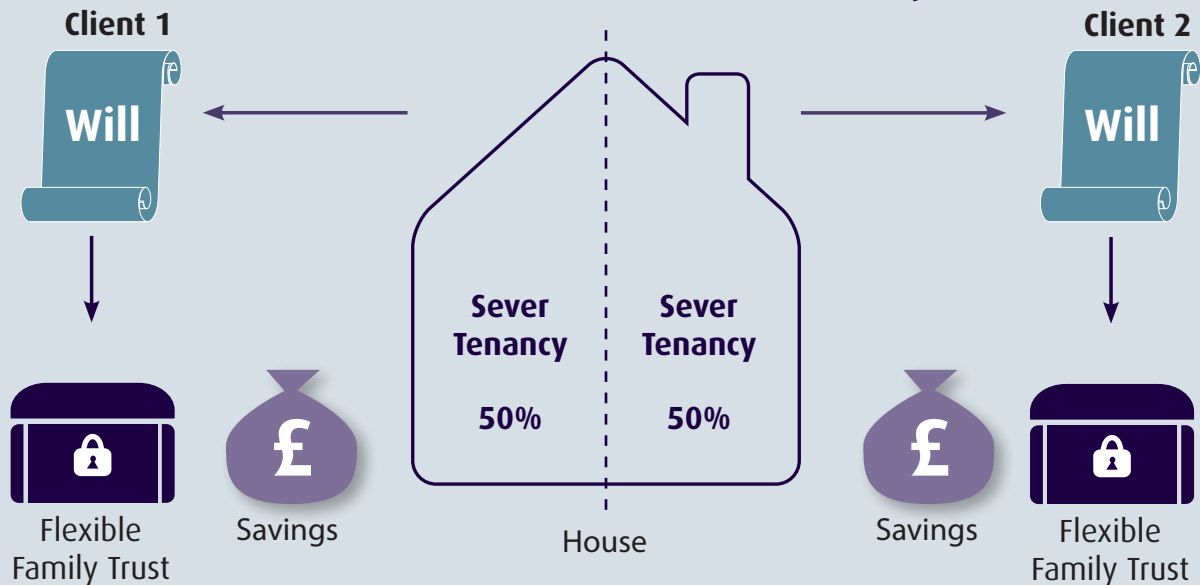 Client 1
Client 2
Will
Will
Sever
Tenancy
50%
Sever
Tenancy
50%
£
£
Flexible
Family Trust
Savings
House
Savings
Flexible
Family Trust